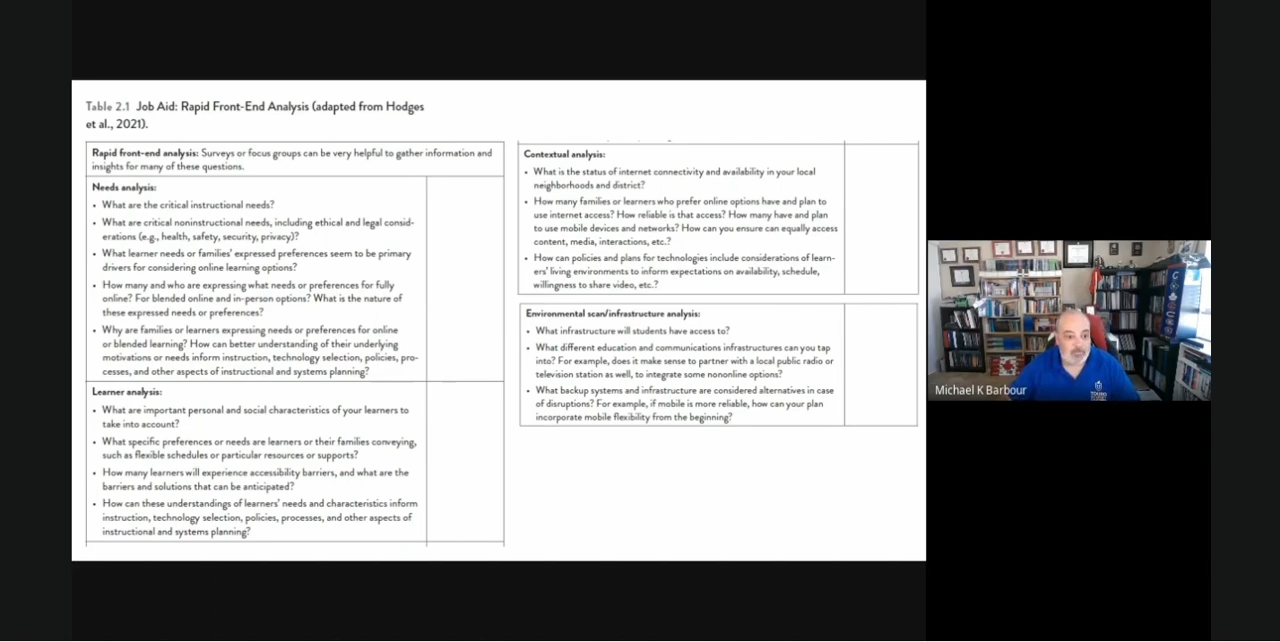 Table 2.1 Job Aid: Rapid Front-End Analysis (adapted from Hodges
et al., 2021).
Rapid front-end analysis: Surveys or focus groups can be very helpful to gather information and
insights for many of these questions.
Needs analysis:
• What are the critical instructional needs?
• What are critical noninstructional needs, including ethical and legal consid-
erations (e.g., health, safety, security, privacy)?
• What learner needs or families' expressed preferences seem to be primary
drivers for considering online learning options?
• How many and who are expressing what needs or preferences for fully
online? For blended online and in-person options? What is the nature of
these expressed needs or preferences?
• Why are families or learners expressing needs or preferences for online
or blended learning? How can better understanding of their underlying
motivations or needs inform instruction, technology selection, policies, pro-
cesses, and other aspects of instructional and systems planning?
Learner analysis:
• What are important personal and social characteristics of your learners to
take into account?
• What specific preferences or needs are learners or their families conveying,
such as flexible schedules or particular resources or supports?
• How many learners will experience accessibility barriers, and what are the
barriers and solutions that can be anticipated?
• How can these understandings of learners' needs and characteristics inform
instruction, technology selection, policies, processes, and other aspects of
instructional and systems planning?
Contextual analysis:
• What is the status of internet connectivity and availability in your local
neighborhoods and district?
• How many families or learners who prefer online options have and plan to
use internet access? How reliable is that access? How many have and plan
to use mobile devices and networks? How can you ensure can equally access
content, media, interactions, etc.?
• How can policies and plans for technologies include considerations of learn-
ers' living environments to inform expectations on availability, schedule,
willingness to share video, etc.?
Environmental scan/infrastructure analysis:
• What infrastructure will students have access to?
• What different education and communications infrastructures can you tap
into? For example, does it make sense to partner with a local public radio or
television station as well, to integrate some nononline options?
• What backup systems and infrastructure are considered alternatives in case
of disruptions? For example, if mobile is more reliable, how can your plan
incorporate mobile flexibility from the beginning?
Michael K Barbour